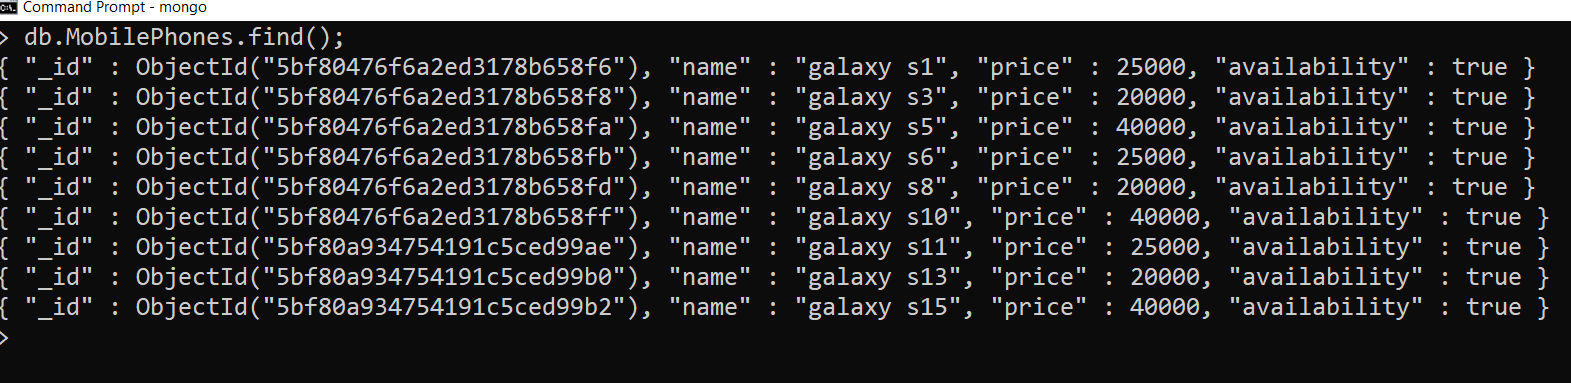 Command Prompt - mongo
> db.MobilePhones.find();
{ "_id" : ObjectId("5bf80476f6a2ed3178b658f6"), "name" : "galaxy s1", "price" : 25000, "availability" : true }
{ "_id" : ObjectId("5bf80476f6a2ed3178b658f8"), "name" : "galaxy s3", "price" : 20000, "availability" : true }
{ "_id" : ObjectId("5bf80476f6a2ed3178b658fa"), "name" : "galaxy s5", "price" : 40000, "availability" : true }
{ "_id" : ObjectId("5bf80476f6a2ed3178b658fb"), "name" : "galaxy s6", "price" : 25000, "availability" : true }
{ "_id" : ObjectId("5bf80476f6a2ed3178b658fd"), "name" : "galaxy s8", "price" : 20000, "availability" : true }
{ "_id" : ObjectId("5bf80476f6a2ed3178b658ff"), "name" : "galaxy s10", "price" : 40000, "availability" : true }
{ "_id" : ObjectId("5bf80a934754191c5ced99ae"), "name" : "galaxy s11", "price" : 25000, "availability" : true }
{ "_id" : ObjectId("5bf80a934754191c5ced99b0"), "name" : "galaxy s13", "price" : 20000, "availability" : true }
{ "_id" : ObjectId("5bf80a934754191c5ced99b2"), "name" : "galaxy s15", "price" : 40000, "availability" : true }
>